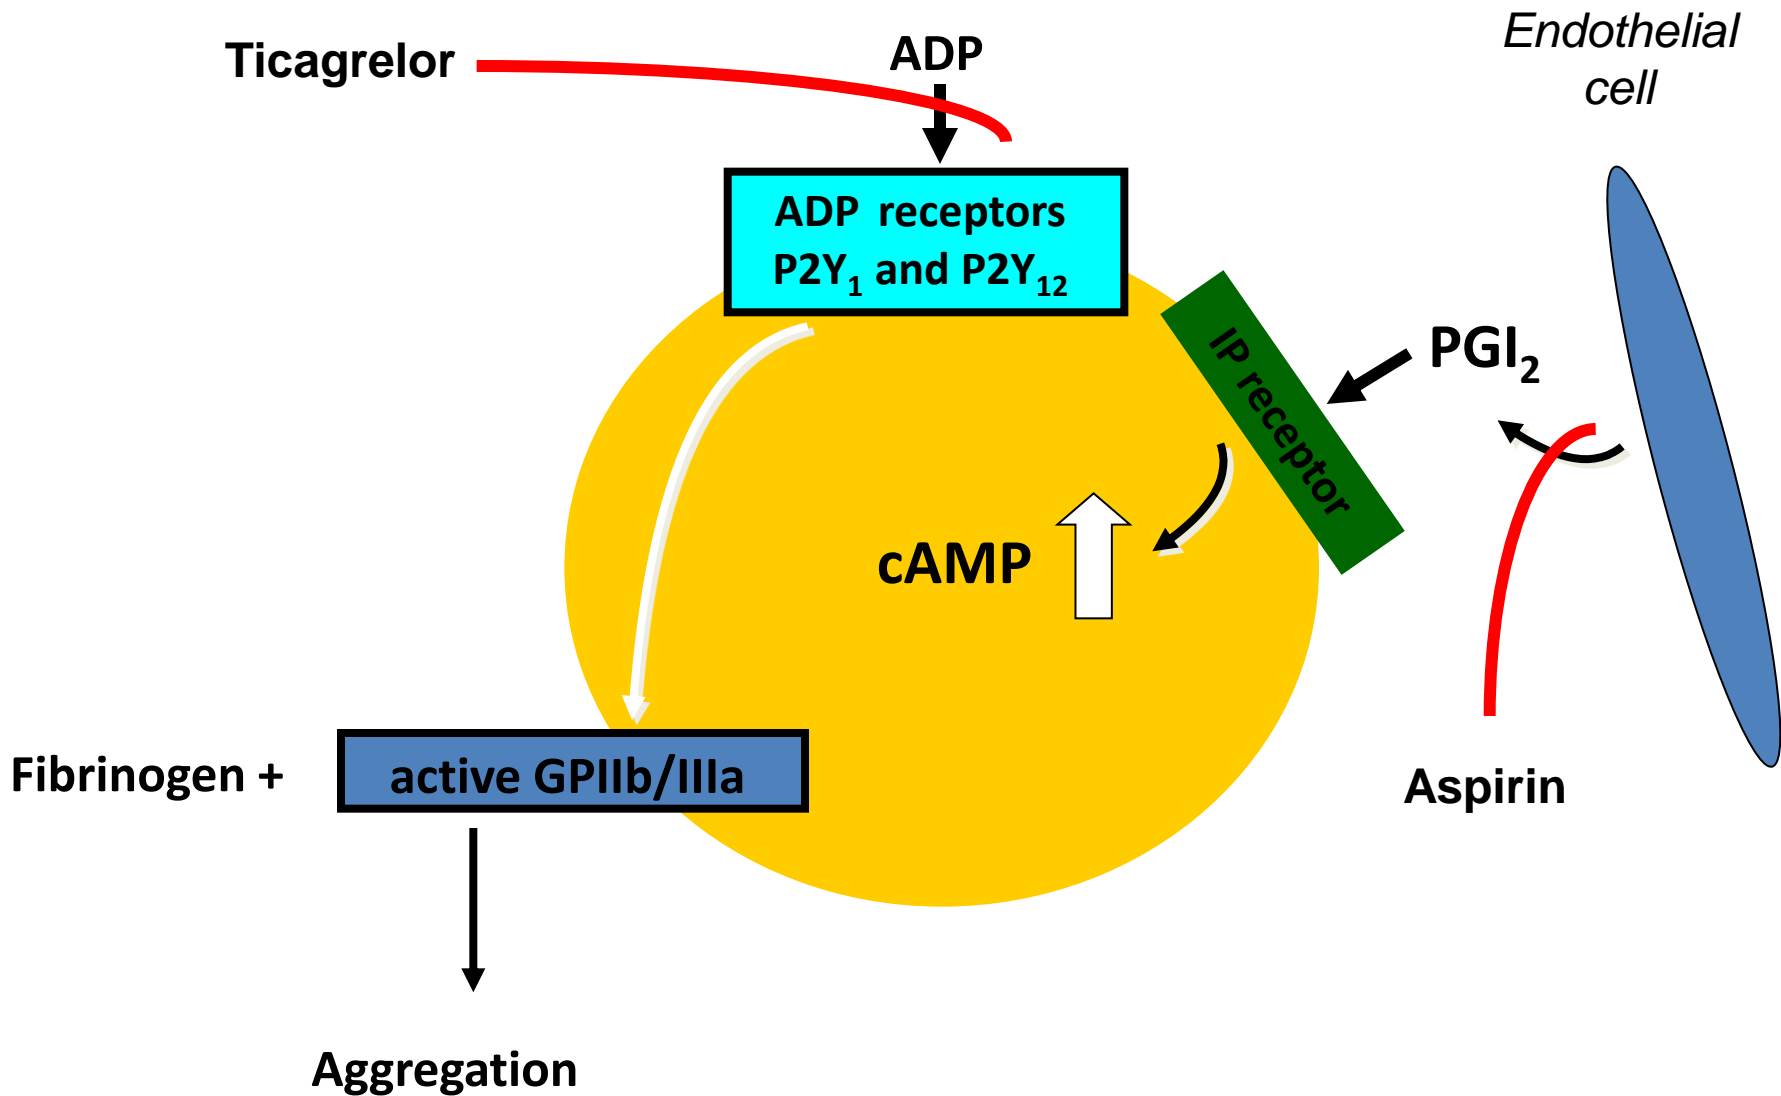 Ticagrelor
ADP
Endothelial
cell
ADP receptors
P2Y₁ and P2Y₁₂
IP receptor
PGI₂
cAMP
Fibrinogen +
active GPIIb/IIIa
Aspirin
Aggregation